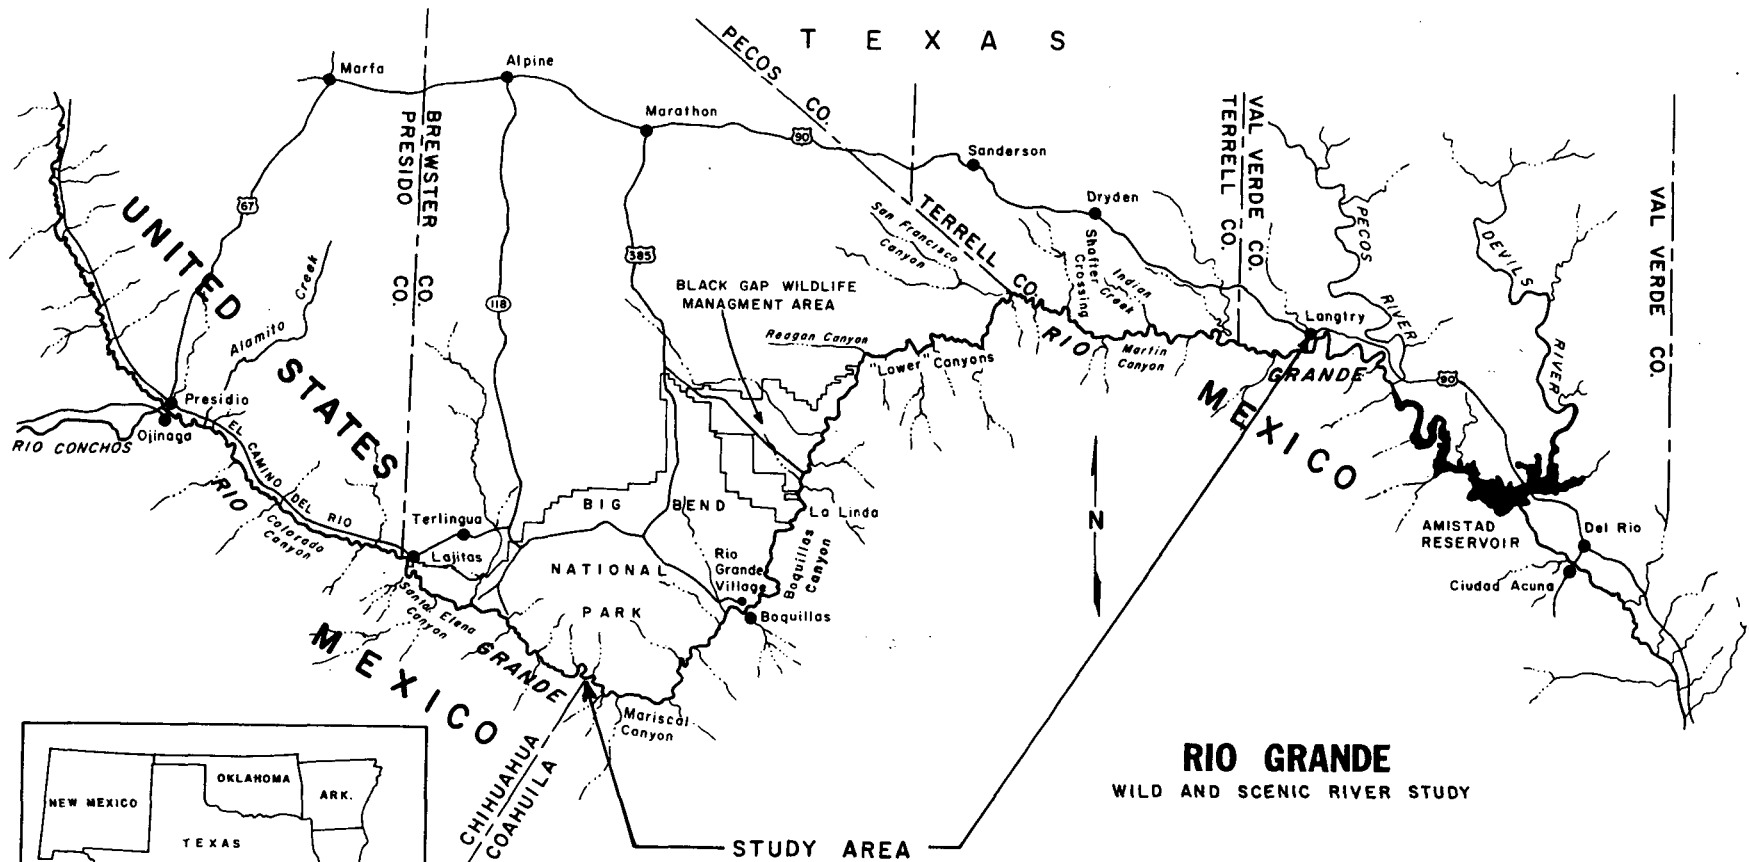 TEXAS
PECOS CO.
Marfa
Alpine
Marathon
90
Sanderson
Dryden
BREWSTER CO.
PRESIDO CO.
67
118
385
UNITED STATES
Alamito Creek
BLACK GAP WILDLIFE
MANAGMENT AREA
San Francisco
Canyon
TERRELL CO.
Shafter
Crossing
Indian
Creek
VAL VERDE CO.
TERRELL CO.
PECOS RIVER
DEVILS RIVER
VAL VERDE CO.
Reagan Canyon
"Lower" Canyons
RIO GRANDE
Martin
Canyon
Langtry
90
MEXICO
Presidio
Ojinaga
RIO CONCHOS
EL CAMINO DEL RIO
RIO GRANDE
Colorado
Canyon
Terlingua
Lajitas
BIG BEND
NATIONAL
PARK
La Linda
Rio
Grande
Village
Boquillas
Canyon
Boquillas
Santa Elena
Canyon
Mariscal
Canyon
MEXICO
N
AMISTAD
RESERVOIR
Del Rio
Ciudad Acuna
CHIHUAHUA
COAHUILA
STUDY AREA
RIO GRANDE
WILD AND SCENIC RIVER STUDY
NEW MEXICO
OKLAHOMA
ARK.
TEXAS